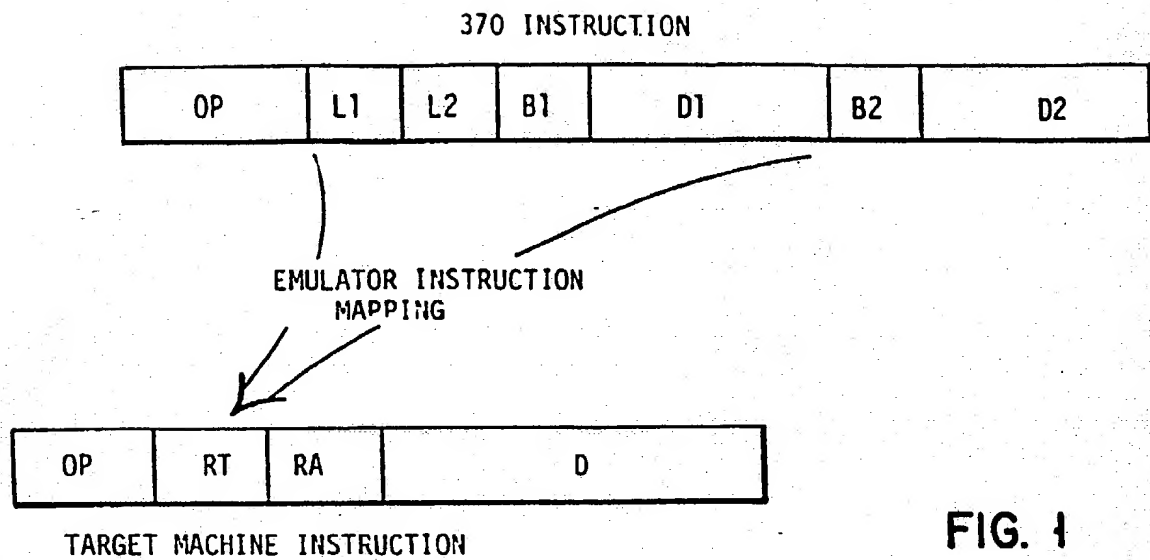 370 INSTRUCTION
OP L1 L2 B1 D1 B2 D2
EMULATOR INSTRUCTION
MAPPING
OP RT RA D
TARGET MACHINE INSTRUCTION
FIG. 1